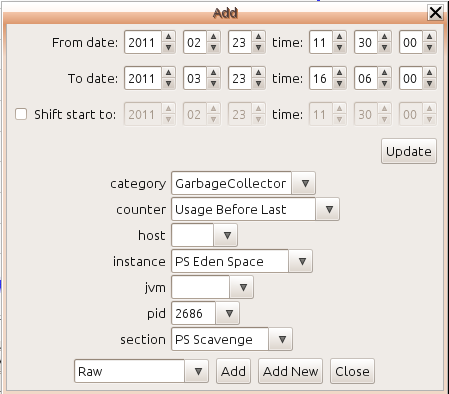 Add
From date: 2011 02 23 time: 11 30 00
To date: 2011 03 23 time: 16 06 00
Shift start to: 2011 02 23 time: 11 30 00
Update
category GarbageCollector
counter Usage Before Last
host
instance PS Eden Space
jvm
pid 2686
section PS Scavenge
Raw Add Add New Close